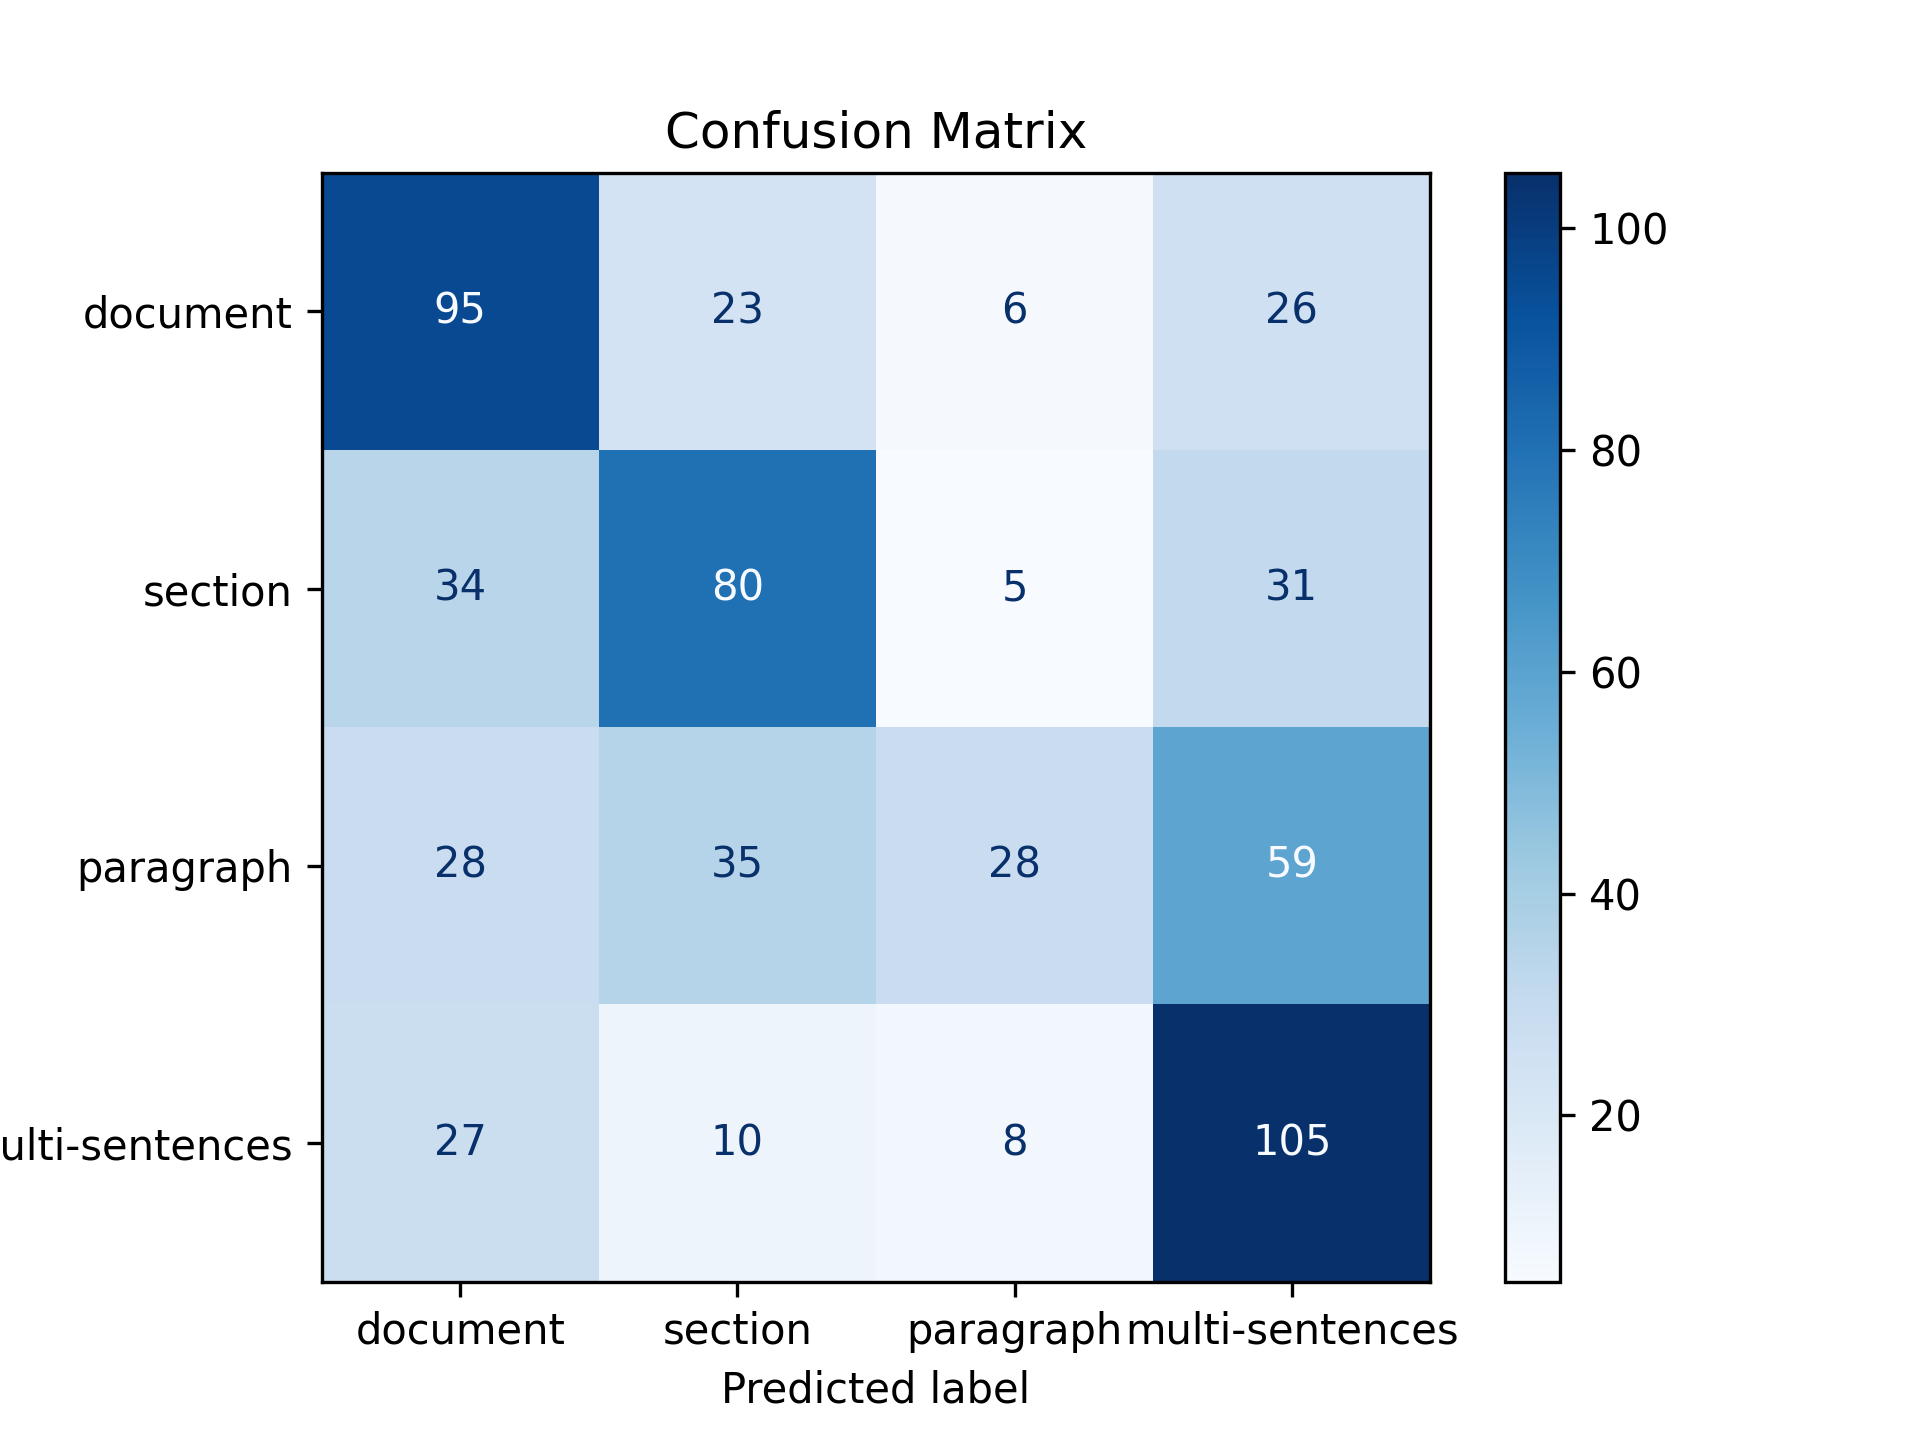 Confusion Matrix
document 95 23 6 26
section 34 80 5 31
paragraph 28 35 28 59
ulti-sentences 27 10 8 105
document section paragraph multi-sentences
Predicted label
100
80
60
40
20